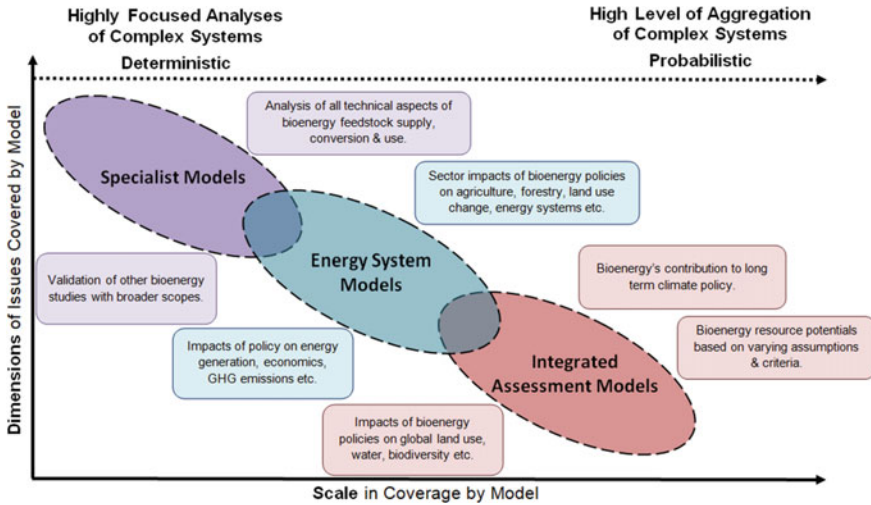 Highly Focused Analyses
of Complex Systems
Deterministic
High Level of Aggregation
of Complex Systems
Probabilistic
Dimensions of Issues Covered by Model
Specialist Models
Analysis of all technical aspects of
bioenergy feedstock supply,
conversion & use.
Sector impacts of bioenergy policies
on agriculture, forestry, land use
change, energy systems etc.
Validation of other bioenergy
studies with broader scopes.
Energy System
Models
Bioenergy's contribution to long
term climate policy.
Impacts of policy on energy
generation, economics,
GHG emissions etc.
Bioenergy resource potentials
based on varying assumptions
& criteria.
Integrated
Assessment Models
Impacts of bioenergy
policies on global land use,
water, biodiversity etc.
Scale in Coverage by Model